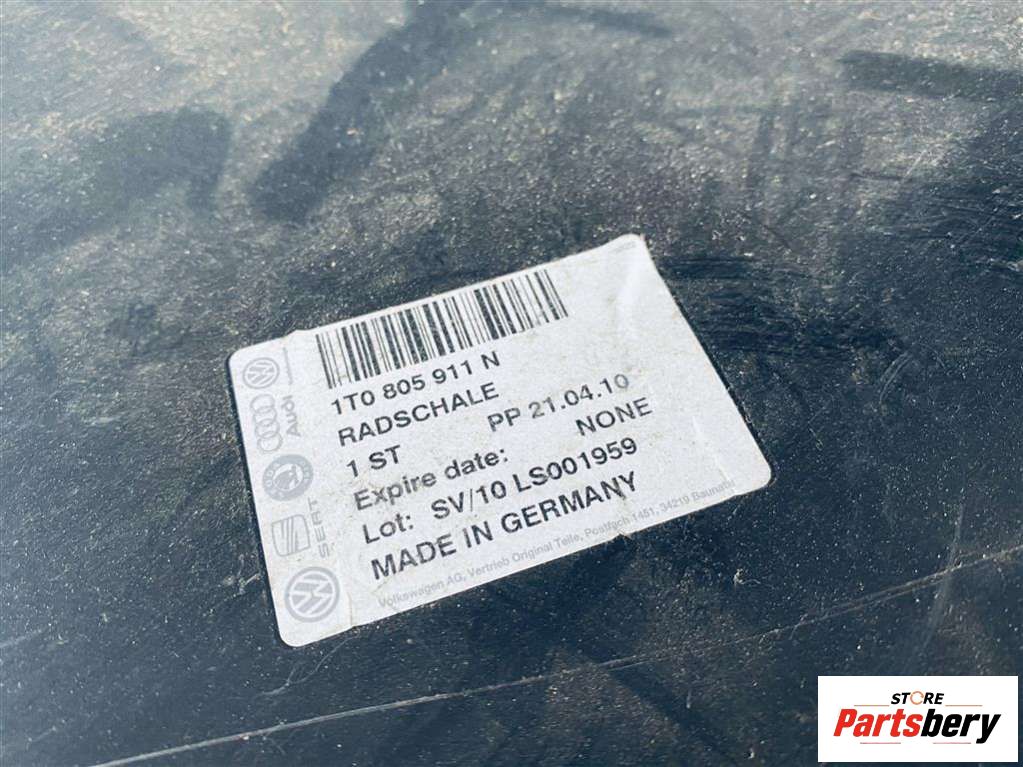 1T0 805 911 N
RADSCHALE
1 ST PP 21.04.10
Expire date: NONE
Lot: SV/10 LS001959
MADE IN GERMANY
Volkswagen AG, Vertrieb Original Teile, Postfach 1451, 34219 Baunatal
AUDI
SEAT
STORE
Partsbery